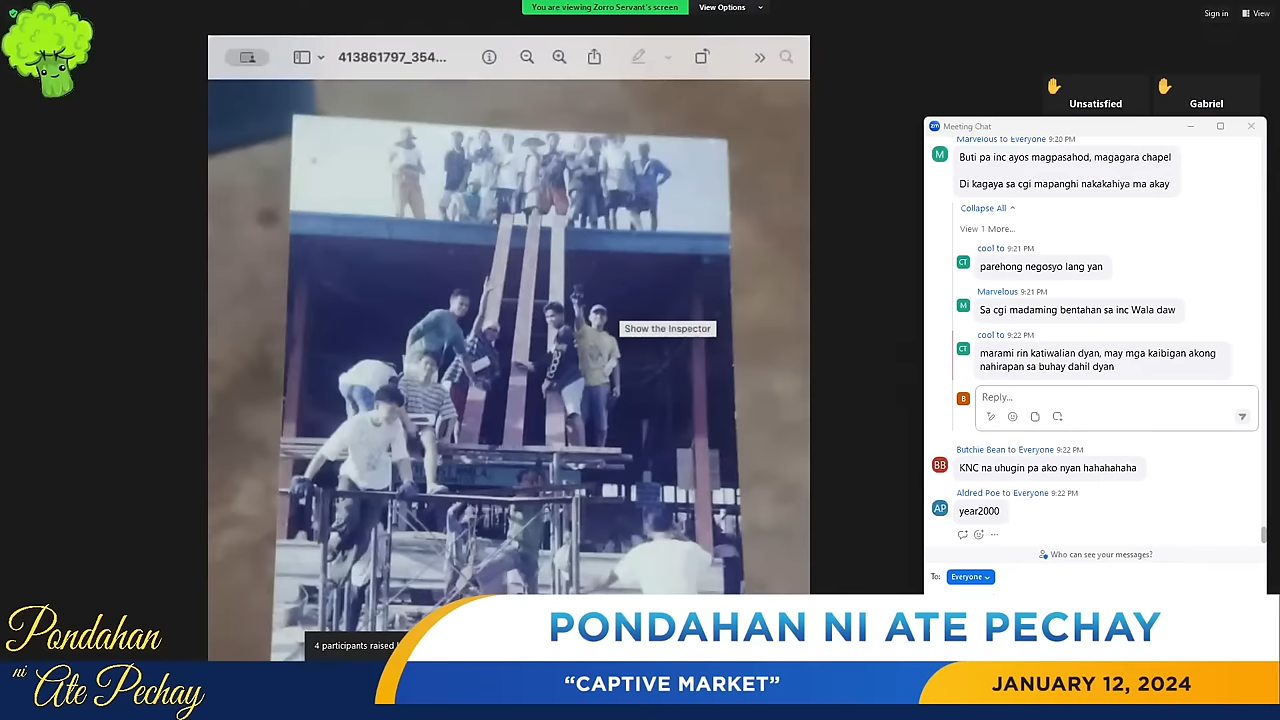 You are viewing Zorro Servant's screen
View Options
Sign in
View
413861797_354...
Unsatisfied
Gabriel
zm
Meeting Chat
Marvelous to Everyone 9:20 PM
M
Buti pa inc ayos magpasahod, magagara chapel
Di kagaya sa cgi mapanghi nakakahiya ma akay
Collapse All
View 1 More...
cool to 9:21 PM
CT
parehong negosyo lang yan
Marvelous 9:21 PM
M
Sa cgi madaming bentahan sa inc Wala daw
cool to 9:22 PM
CT
marami rin katiwalian dyan, may mga kaibigan akong
nahirapan sa buhay dahil dyan
B
Reply...
Butchie Bean to Everyone 9:22 PM
BB
KNC na uhugin pa ako nyan hahahahaha
Aldred Poe to Everyone 9:22 PM
AP
year2000
Who can see your messages?
To: Everyone
Show the Inspector
4 participants raised
Pondahan
ni
Ate Pechay
PONDAHAN NI ATE PECHAY
“CAPTIVE MARKET”
JANUARY 12, 2024